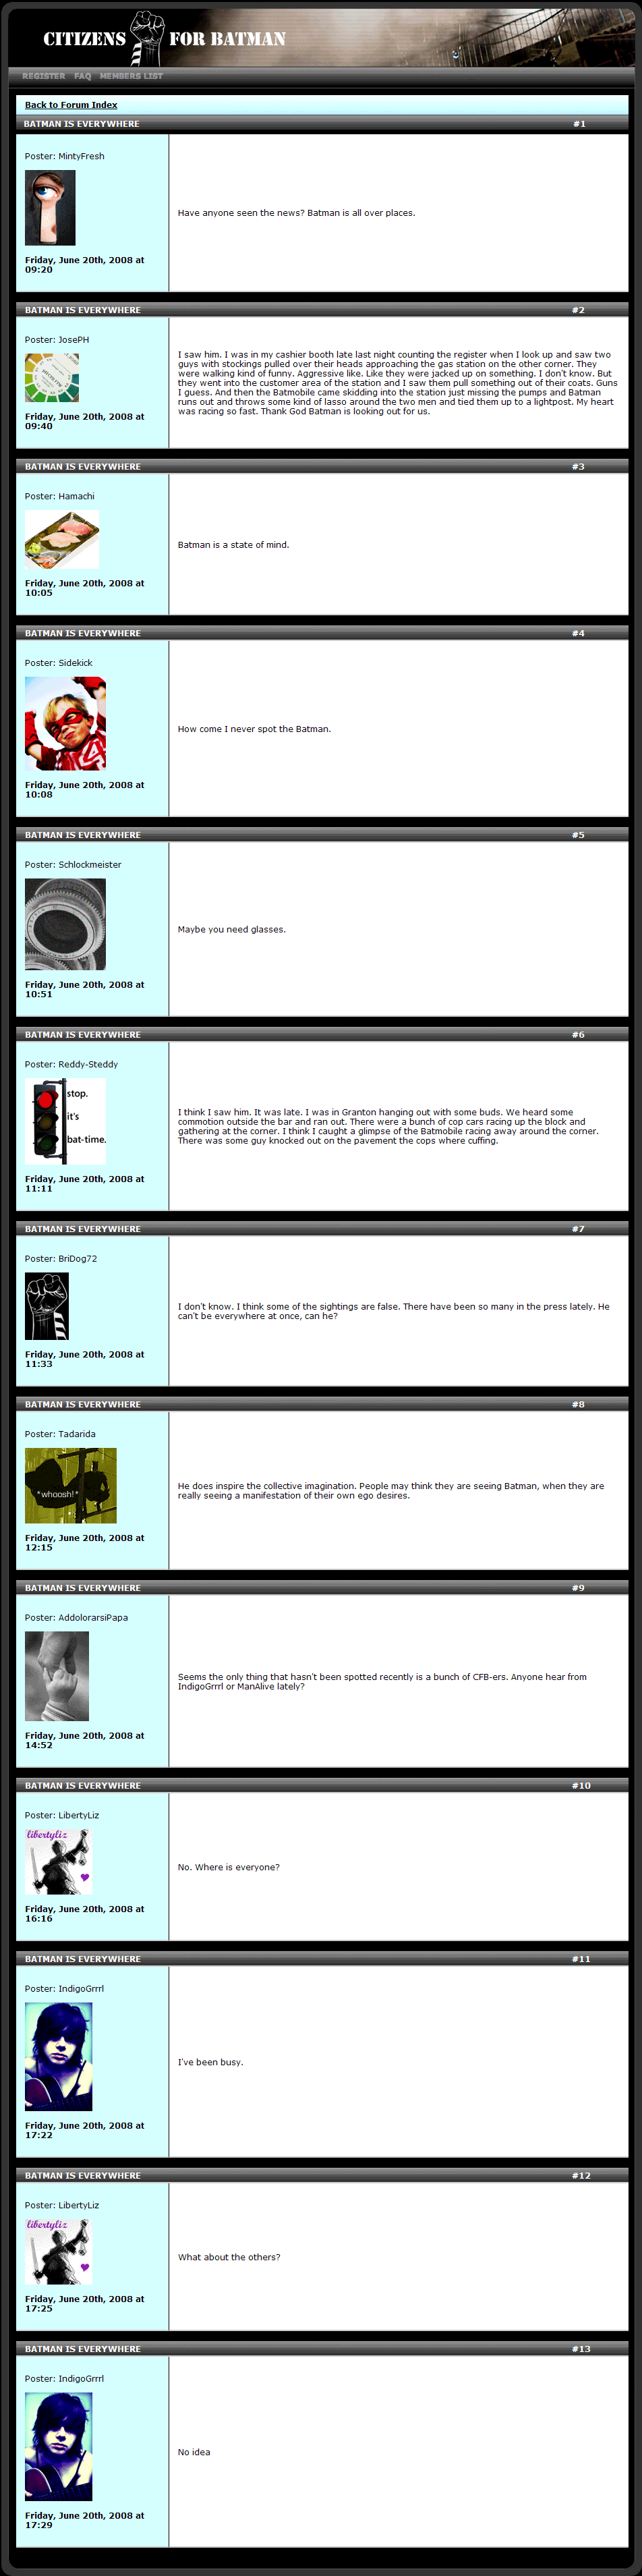 CITIZENS FOR BATMAN
REGISTER FAQ MEMBERS LIST
Back to Forum Index
BATMAN IS EVERYWHERE #1
Poster: MintyFresh
Friday, June 20th, 2008 at
09:20
Have anyone seen the news? Batman is all over places.
BATMAN IS EVERYWHERE #2
Poster: JosePH
Friday, June 20th, 2008 at
09:40
I saw him. I was in my cashier booth late last night counting the register when I look up and saw two
guys with stockings pulled over their heads approaching the gas station on the other corner. They
were walking kind of funny. Aggressive like. Like they were jacked up on something. I don't know. But
they went into the customer area of the station and I saw them pull something out of their coats. Guns
I guess. And then the Batmobile came skidding into the station just missing the pumps and Batman
runs out and throws some kind of lasso around the two men and tied them up to a lightpost. My heart
was racing so fast. Thank God Batman is looking out for us.
BATMAN IS EVERYWHERE #3
Poster: Hamachi
Friday, June 20th, 2008 at
10:05
Batman is a state of mind.
BATMAN IS EVERYWHERE #4
Poster: Sidekick
Friday, June 20th, 2008 at
10:08
How come I never spot the Batman.
BATMAN IS EVERYWHERE #5
Poster: Schlockmeister
Friday, June 20th, 2008 at
10:51
Maybe you need glasses.
BATMAN IS EVERYWHERE #6
Poster: Reddy-Steddy
stop.
it's
bat-time.
Friday, June 20th, 2008 at
11:11
I think I saw him. It was late. I was in Granton hanging out with some buds. We heard some
commotion outside the bar and ran out. There were a bunch of cop cars racing up the block and
gathering at the corner. I think I caught a glimpse of the Batmobile racing away around the corner.
There was some guy knocked out on the pavement the cops where cuffing.
BATMAN IS EVERYWHERE #7
Poster: BriDog72
Friday, June 20th, 2008 at
11:33
I don't know. I think some of the sightings are false. There have been so many in the press lately. He
can't be everywhere at once, can he?
BATMAN IS EVERYWHERE #8
Poster: Tadarida
*whoosh!*
Friday, June 20th, 2008 at
12:15
He does inspire the collective imagination. People may think they are seeing Batman, when they are
really seeing a manifestation of their own ego desires.
BATMAN IS EVERYWHERE #9
Poster: AddolorarsiPapa
Friday, June 20th, 2008 at
14:52
Seems the only thing that hasn't been spotted recently is a bunch of CFB-ers. Anyone hear from
IndigoGrrrl or ManAlive lately?
BATMAN IS EVERYWHERE #10
Poster: LibertyLiz
libertyliz
Friday, June 20th, 2008 at
16:16
No. Where is everyone?
BATMAN IS EVERYWHERE #11
Poster: IndigoGrrrl
Friday, June 20th, 2008 at
17:22
I've been busy.
BATMAN IS EVERYWHERE #12
Poster: LibertyLiz
libertyliz
Friday, June 20th, 2008 at
17:25
What about the others?
BATMAN IS EVERYWHERE #13
Poster: IndigoGrrrl
Friday, June 20th, 2008 at
17:29
No idea